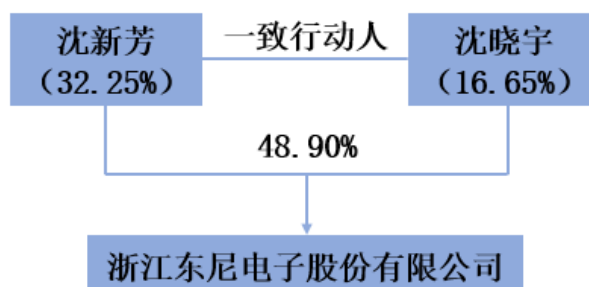 沈新芳
（32.25%）
一致行动人
沈晓宇
（16.65%）
48.90%
浙江东尼电子股份有限公司